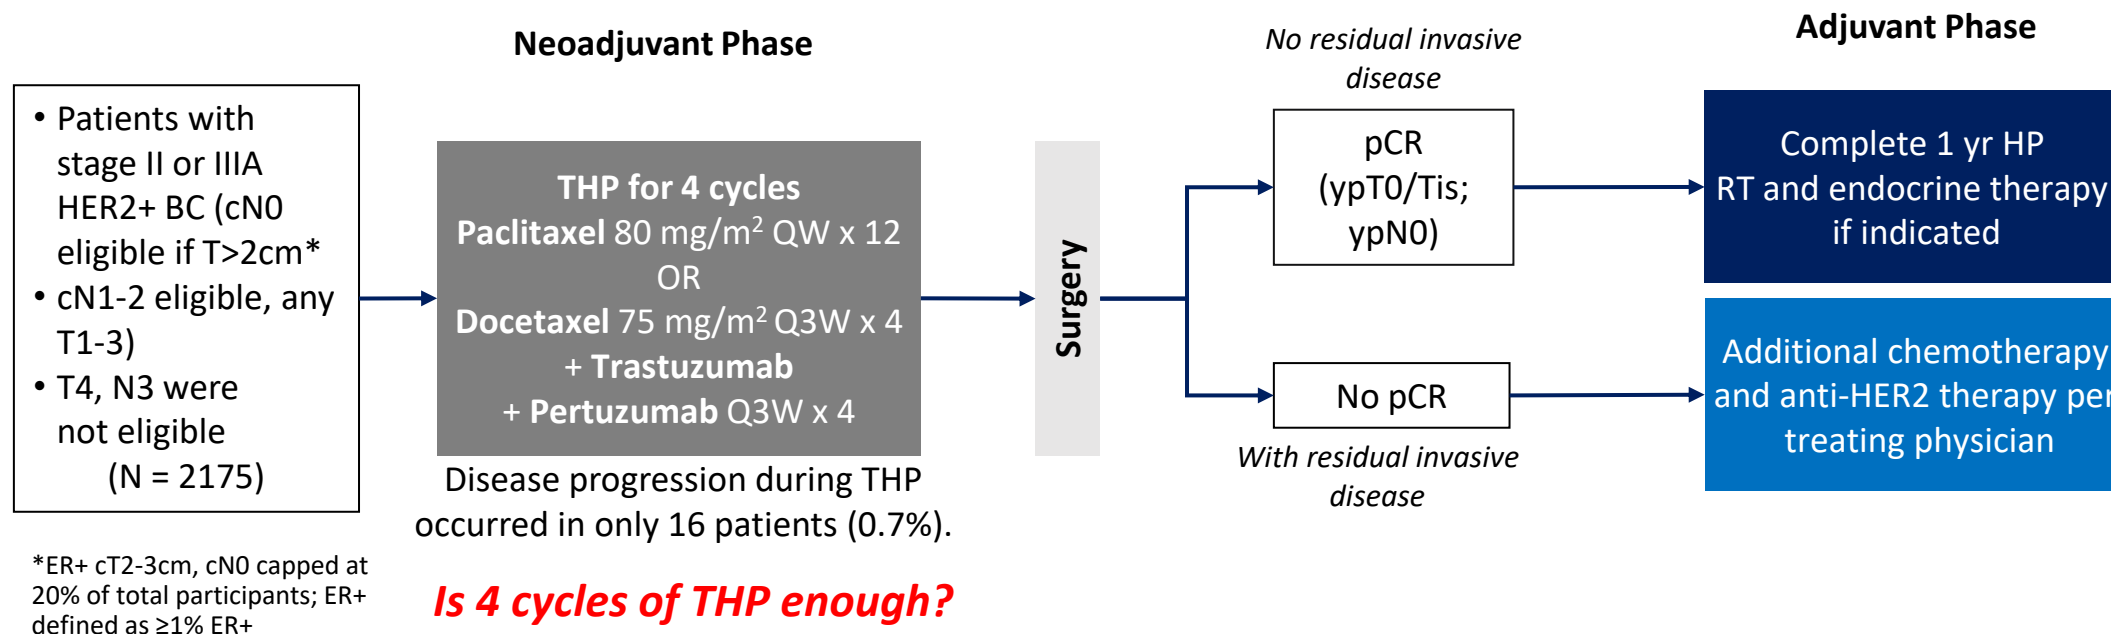 Neoadjuvant Phase
No residual invasive
disease
Adjuvant Phase
• Patients with
stage II or IIIA
HER2+ BC (cN0
eligible if T>2cm*
• cN1-2 eligible, any
T1-3)
• T4, N3 were
not eligible
(N = 2175)
THP for 4 cycles
Paclitaxel 80 mg/m² QW x 12
OR
Docetaxel 75 mg/m² Q3W x 4
+ Trastuzumab
+ Pertuzumab Q3W x 4
Disease progression during THP
occurred in only 16 patients (0.7%).
Surgery
pCR
(ypT0/Tis;
ypN0)
No pCR
With residual invasive
disease
Complete 1 yr HP
RT and endocrine therapy
if indicated
Additional chemotherapy
and anti-HER2 therapy per
treating physician
*ER+ cT2-3cm, cN0 capped at
20% of total participants; ER+
defined as ≥1% ER+
Is 4 cycles of THP enough?